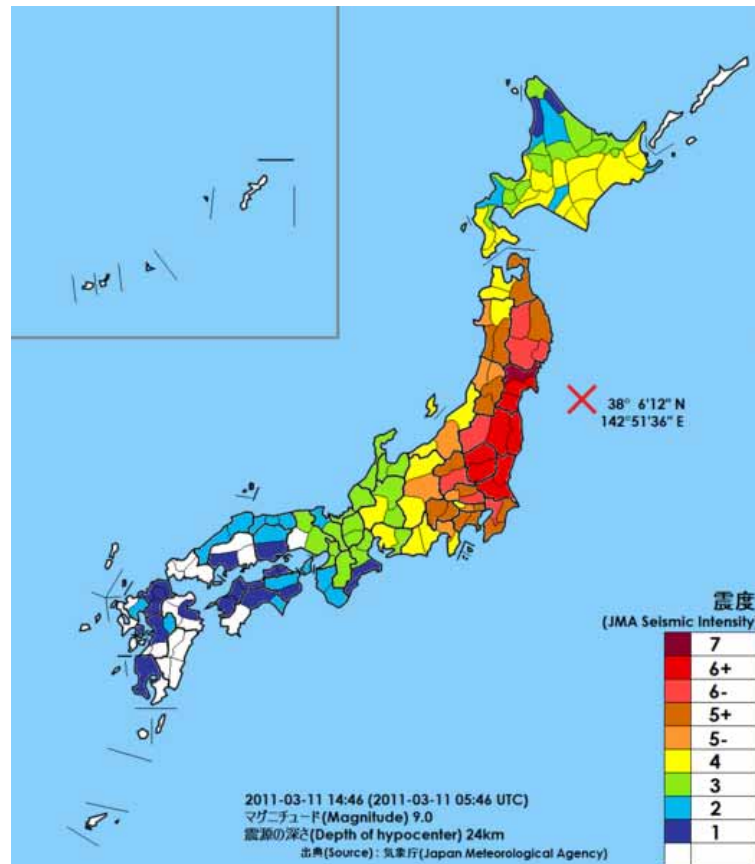 38° 6'12" N
142°51'36" E
震度
(JMA Seismic Intensity
7
6+
6-
5+
5-
4
3
2
1
2011-03-11 14:46 (2011-03-11 05:46 UTC)
マグニチュード(Magnitude) 9.0
震源の深さ(Depth of hypocenter) 24km
出典(Source) : 気象庁(Japan Meteorological Agency)